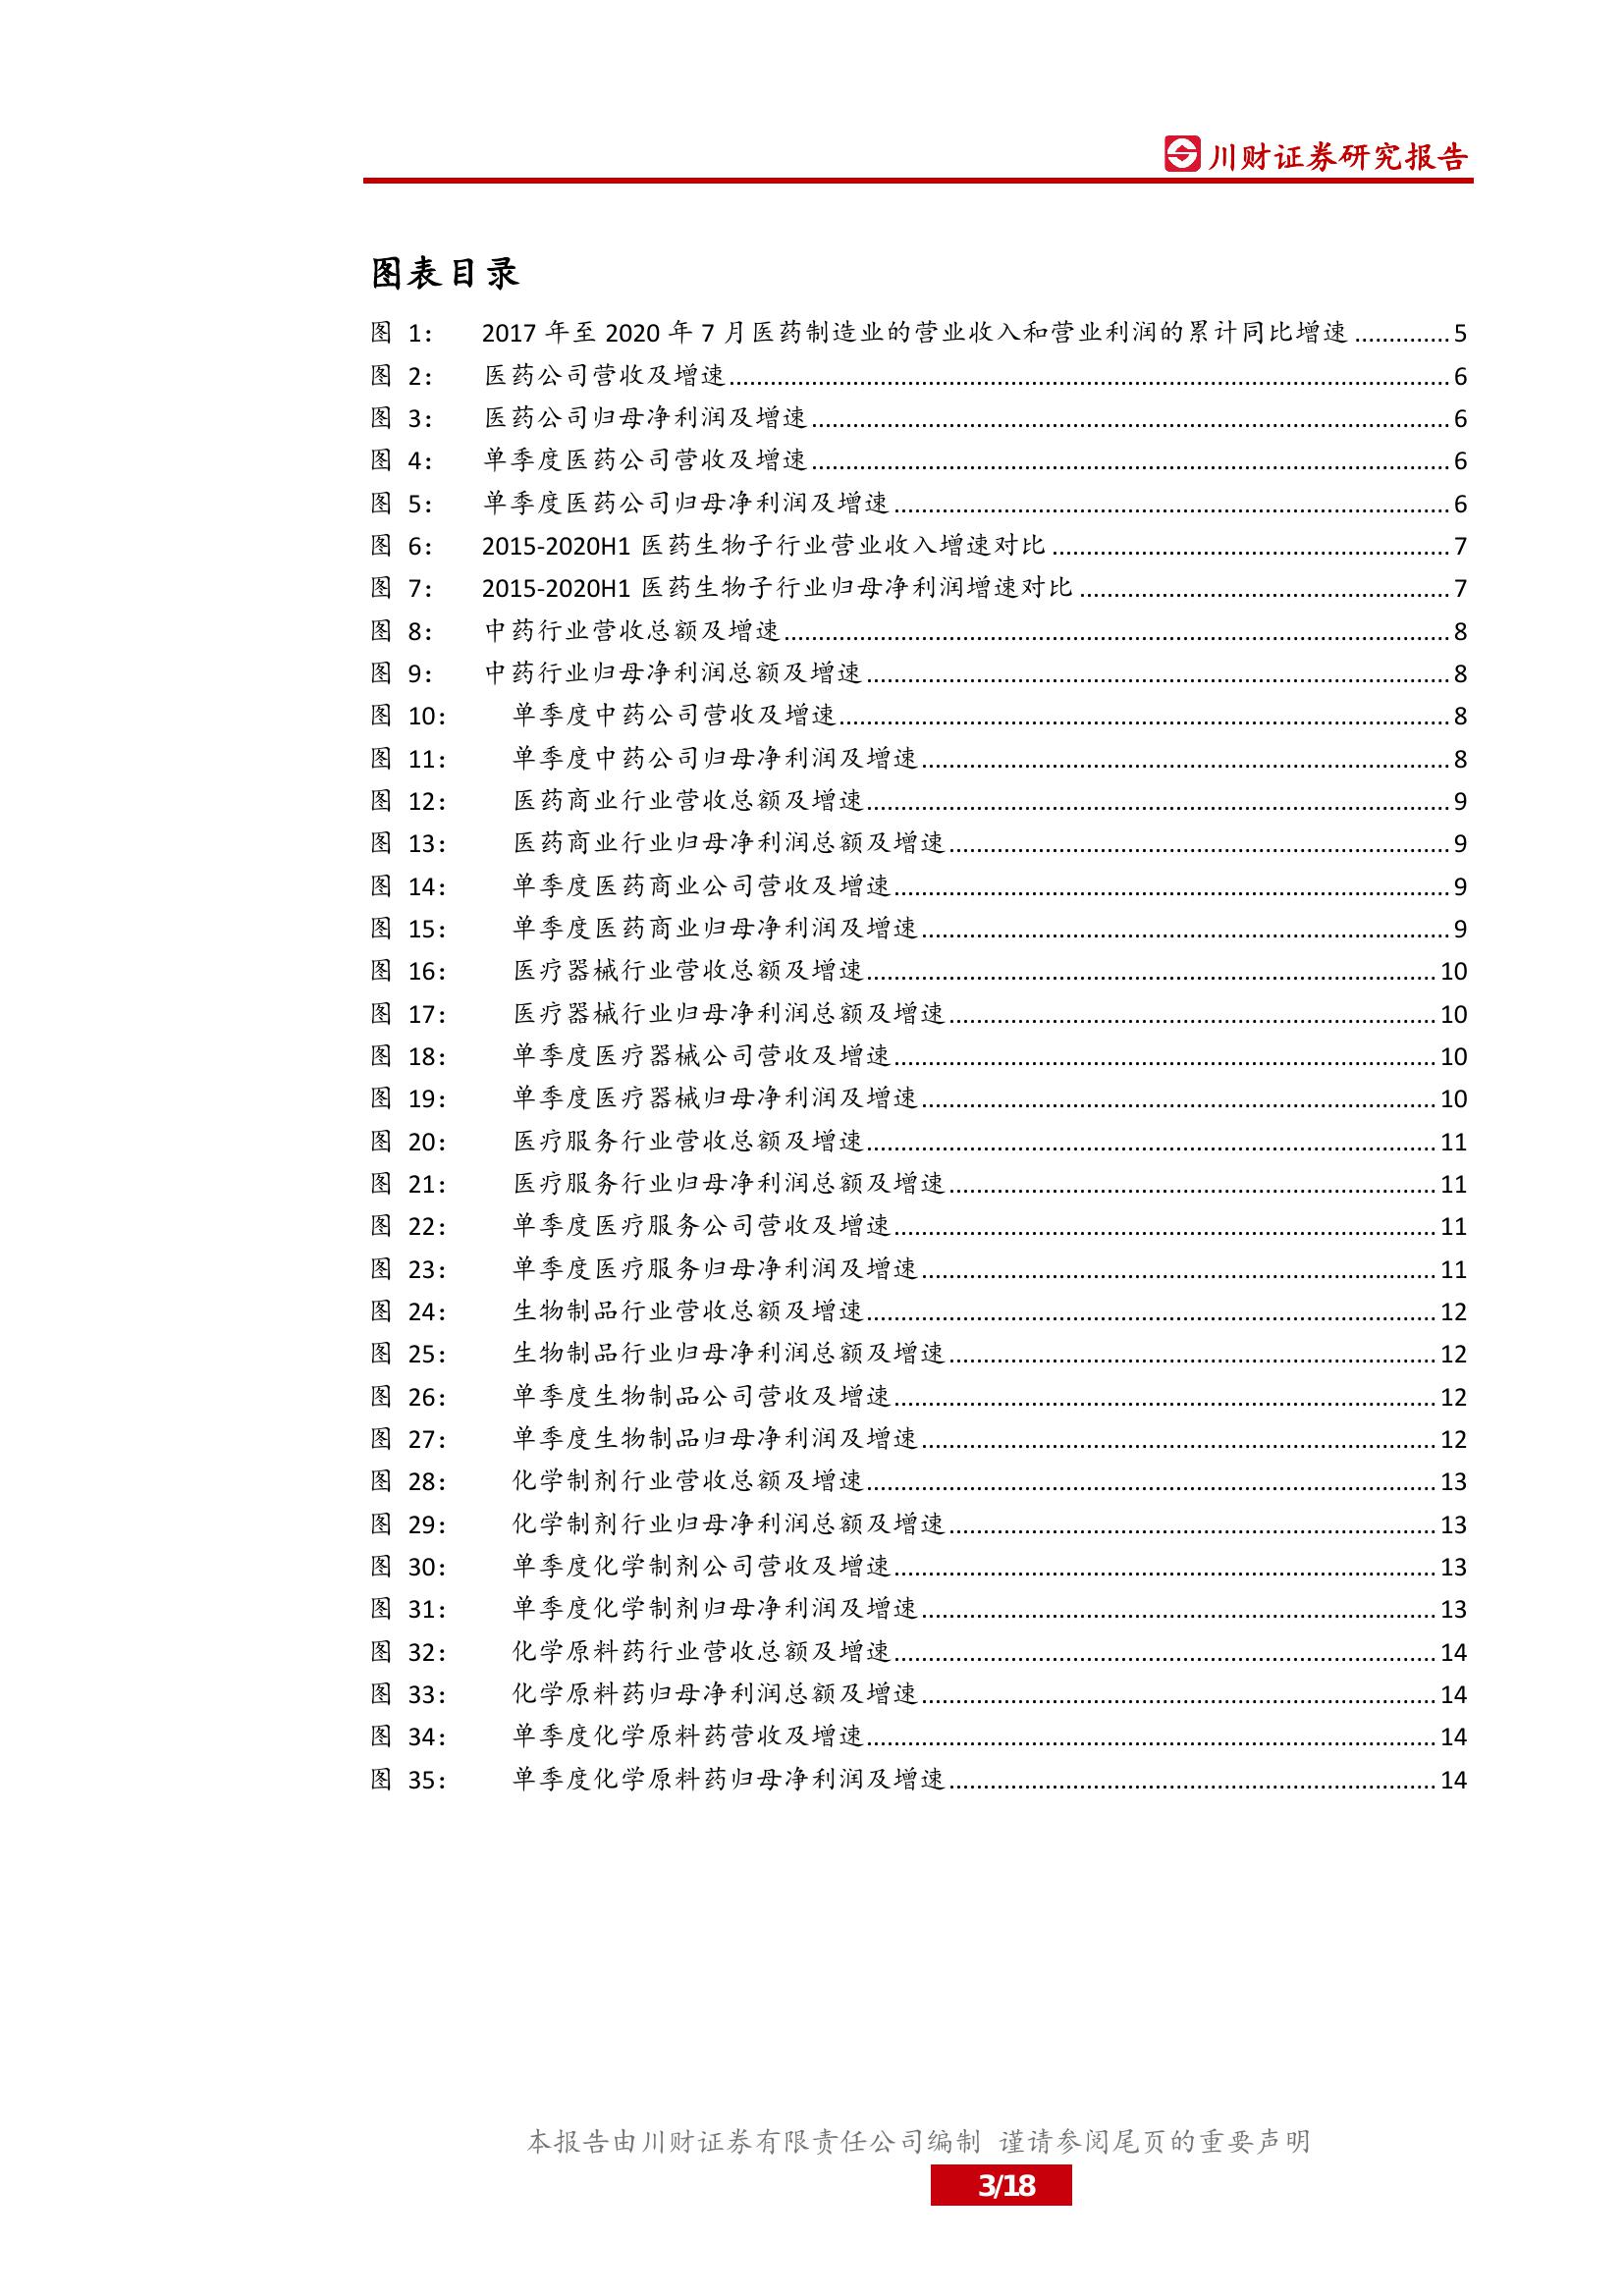 川财证券研究报告
图表目录
图 1： 2017 年至 2020 年 7 月医药制造业的营业收入和营业利润的累计同比增速 .............. 5
图 2： 医药公司营收及增速 .............. 6
图 3： 医药公司归母净利润及增速 .............. 6
图 4： 单季度医药公司营收及增速 .............. 6
图 5： 单季度医药公司归母净利润及增速 .............. 6
图 6： 2015-2020H1 医药生物子行业营业收入增速对比 .............. 7
图 7： 2015-2020H1 医药生物子行业归母净利润增速对比 .............. 7
图 8： 中药行业营收总额及增速 .............. 8
图 9： 中药行业归母净利润总额及增速 .............. 8
图 10： 单季度中药公司营收及增速 .............. 8
图 11： 单季度中药公司归母净利润及增速 .............. 8
图 12： 医药商业行业营收总额及增速 .............. 9
图 13： 医药商业行业归母净利润总额及增速 .............. 9
图 14： 单季度医药商业公司营收及增速 .............. 9
图 15： 单季度医药商业归母净利润及增速 .............. 9
图 16： 医疗器械行业营收总额及增速 .............. 10
图 17： 医疗器械行业归母净利润总额及增速 .............. 10
图 18： 单季度医疗器械公司营收及增速 .............. 10
图 19： 单季度医疗器械归母净利润及增速 .............. 10
图 20： 医疗服务行业营收总额及增速 .............. 11
图 21： 医疗服务行业归母净利润总额及增速 .............. 11
图 22： 单季度医疗服务公司营收及增速 .............. 11
图 23： 单季度医疗服务归母净利润及增速 .............. 11
图 24： 生物制品行业营收总额及增速 .............. 12
图 25： 生物制品行业归母净利润总额及增速 .............. 12
图 26： 单季度生物制品公司营收及增速 .............. 12
图 27： 单季度生物制品归母净利润及增速 .............. 12
图 28： 化学制剂行业营收总额及增速 .............. 13
图 29： 化学制剂行业归母净利润总额及增速 .............. 13
图 30： 单季度化学制剂公司营收及增速 .............. 13
图 31： 单季度化学制剂归母净利润及增速 .............. 13
图 32： 化学原料药行业营收总额及增速 .............. 14
图 33： 化学原料药归母净利润总额及增速 .............. 14
图 34： 单季度化学原料药营收及增速 .............. 14
图 35： 单季度化学原料药归母净利润及增速 .............. 14
本报告由川财证券有限责任公司编制 谨请参阅尾页的重要声明
3/18